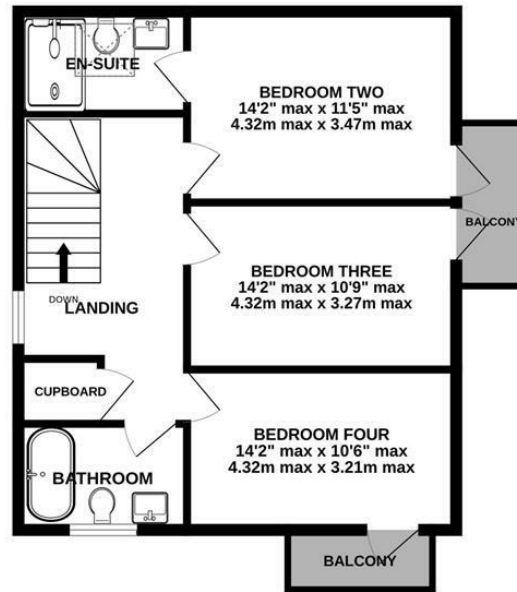 EN-SUITE
BEDROOM TWO
14'2" max x 11'5" max
4.32m max x 3.47m max
BALCONY
BEDROOM THREE
14'2" max x 10'9" max
4.32m max x 3.27m max
DOWN
LANDING
CUPBOARD
BEDROOM FOUR
14'2" max x 10'6" max
4.32m max x 3.21m max
BATHROOM
BALCONY